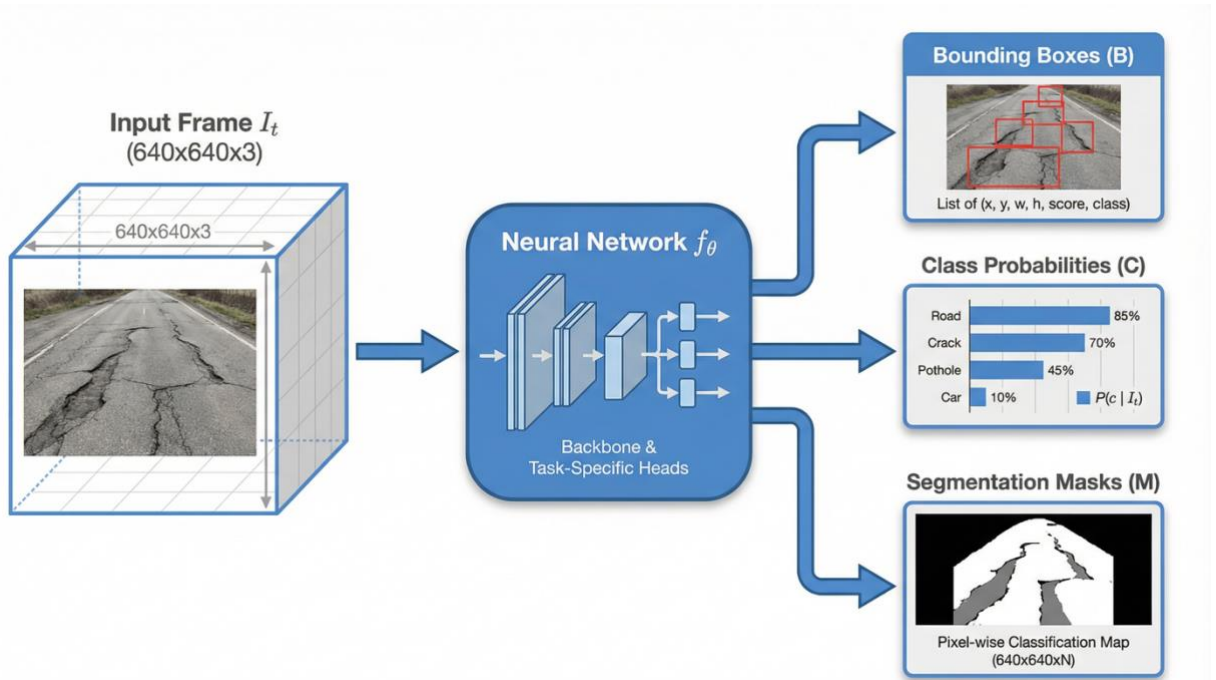 Input Frame I_t
(640x640x3)
640x640x3
Neural Network f_θ
Backbone &
Task-Specific Heads
Bounding Boxes (B)
List of (x, y, w, h, score, class)
Class Probabilities (C)
Road 85%
Crack 70%
Pothole 45%
Car 10%
P(c | I_t)
Segmentation Masks (M)
Pixel-wise Classification Map
(640x640xN)